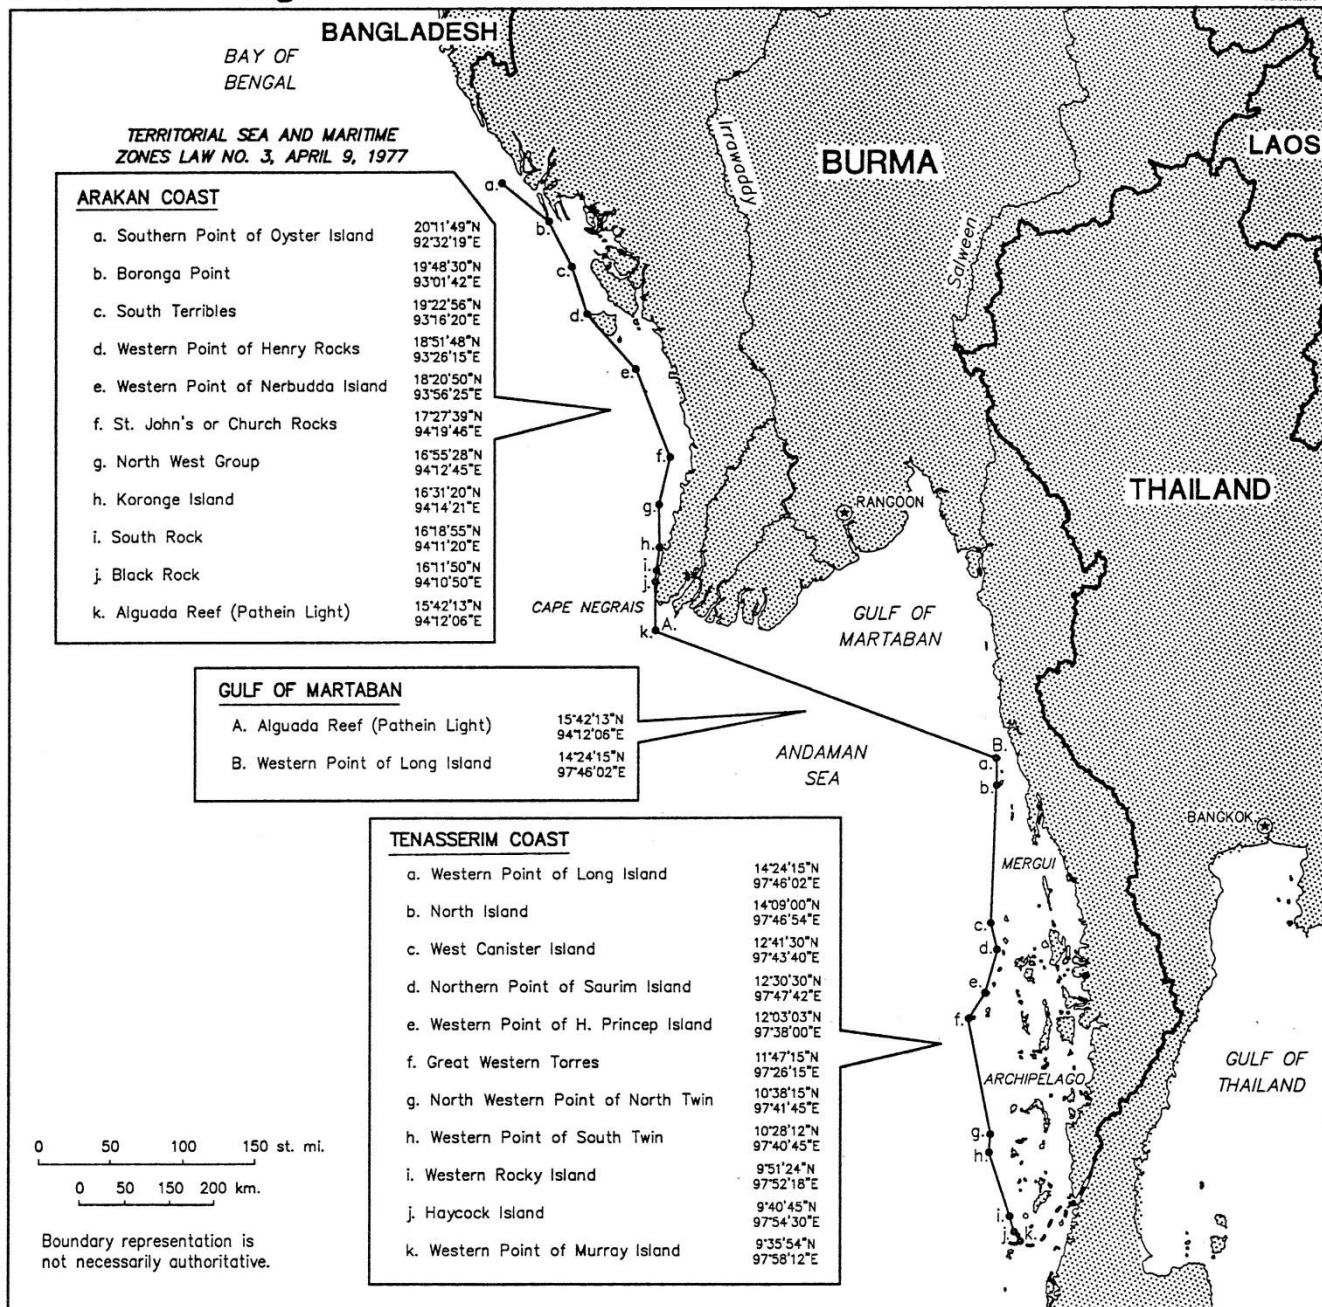 BANGLADESH
BAY OF
BENGAL
TERRITORIAL SEA AND MARITIME
ZONES LAW NO. 3, APRIL 9, 1977
BURMA
LAOS
Irrawaddy
Salween
THAILAND
RANGOON
CAPE NEGRAIS
GULF OF
MARTABAN
ANDAMAN
SEA
BANGKOK
MERGUI
ARCHIPELAGO
GULF OF
THAILAND
ARAKAN COAST
a. Southern Point of Oyster Island 20°11'49"N 92°32'19"E
b. Boronga Point 19°48'30"N 93°01'42"E
c. South Terribles 19°22'56"N 93°16'20"E
d. Western Point of Henry Rocks 18°51'48"N 93°26'15"E
e. Western Point of Nerbudda Island 18°20'50"N 93°56'25"E
f. St. John's or Church Rocks 17°27'39"N 94°19'46"E
g. North West Group 16°55'28"N 94°12'45"E
h. Koronge Island 16°31'20"N 94°14'21"E
i. South Rock 16°18'55"N 94°11'20"E
j. Black Rock 16°11'50"N 94°10'50"E
k. Alguada Reef (Pathein Light) 15°42'13"N 94°12'06"E
a.
b.
c.
d.
e.
f.
g.
h.
i.
j.
k. A.
GULF OF MARTABAN
A. Alguada Reef (Pathein Light) 15°42'13"N 94°12'06"E
B. Western Point of Long Island 14°24'15"N 97°46'02"E
B.
a.
b.
c.
d.
e.
f.
g.
h.
i.
j. k.
TENASSERIM COAST
a. Western Point of Long Island 14°24'15"N 97°46'02"E
b. North Island 14°09'00"N 97°46'54"E
c. West Canister Island 12°41'30"N 97°43'40"E
d. Northern Point of Saurim Island 12°30'30"N 97°47'42"E
e. Western Point of H. Princep Island 12°03'03"N 97°38'00"E
f. Great Western Torres 11°47'15"N 97°26'15"E
g. North Western Point of North Twin 10°38'15"N 97°41'45"E
h. Western Point of South Twin 10°28'12"N 97°40'45"E
i. Western Rocky Island 9°51'24"N 97°52'18"E
j. Haycock Island 9°40'45"N 97°54'30"E
k. Western Point of Murray Island 9°35'54"N 97°58'12"E
0 50 100 150 st. mi.
0 50 150 200 km.
Boundary representation is
not necessarily authoritative.